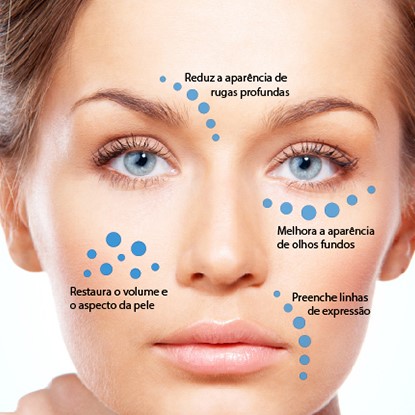 Reduz a aparência de
rugas profundas
Melhora a aparência
de olhos fundos
Restaura o volume e
o aspecto da pele
Preenche linhas
de expressão